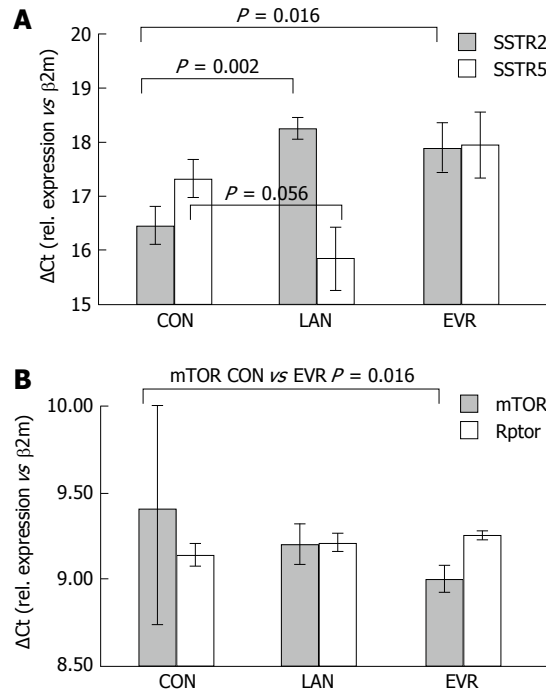 A
P = 0.016
SSTR2
SSTR5
P = 0.002
P = 0.056
19
18
17
16
15
ΔCt (rel. expression vs β2m)
CON LAN EVR
B
mTOR CON vs EVR P = 0.016
mTOR
Rptor
10.00
9.50
9.00
8.50
ΔCt (rel. expression vs β2m)
CON LAN EVR